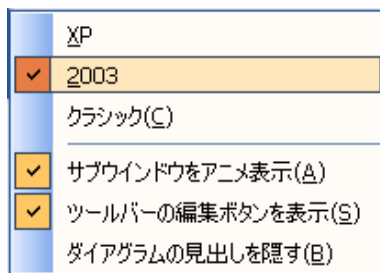 XP
2003
クラシック(C)
サブウインドウをアニメ表示(A)
ツールバーの編集ボタンを表示(S)
ダイアグラムの見出しを隠す(B)